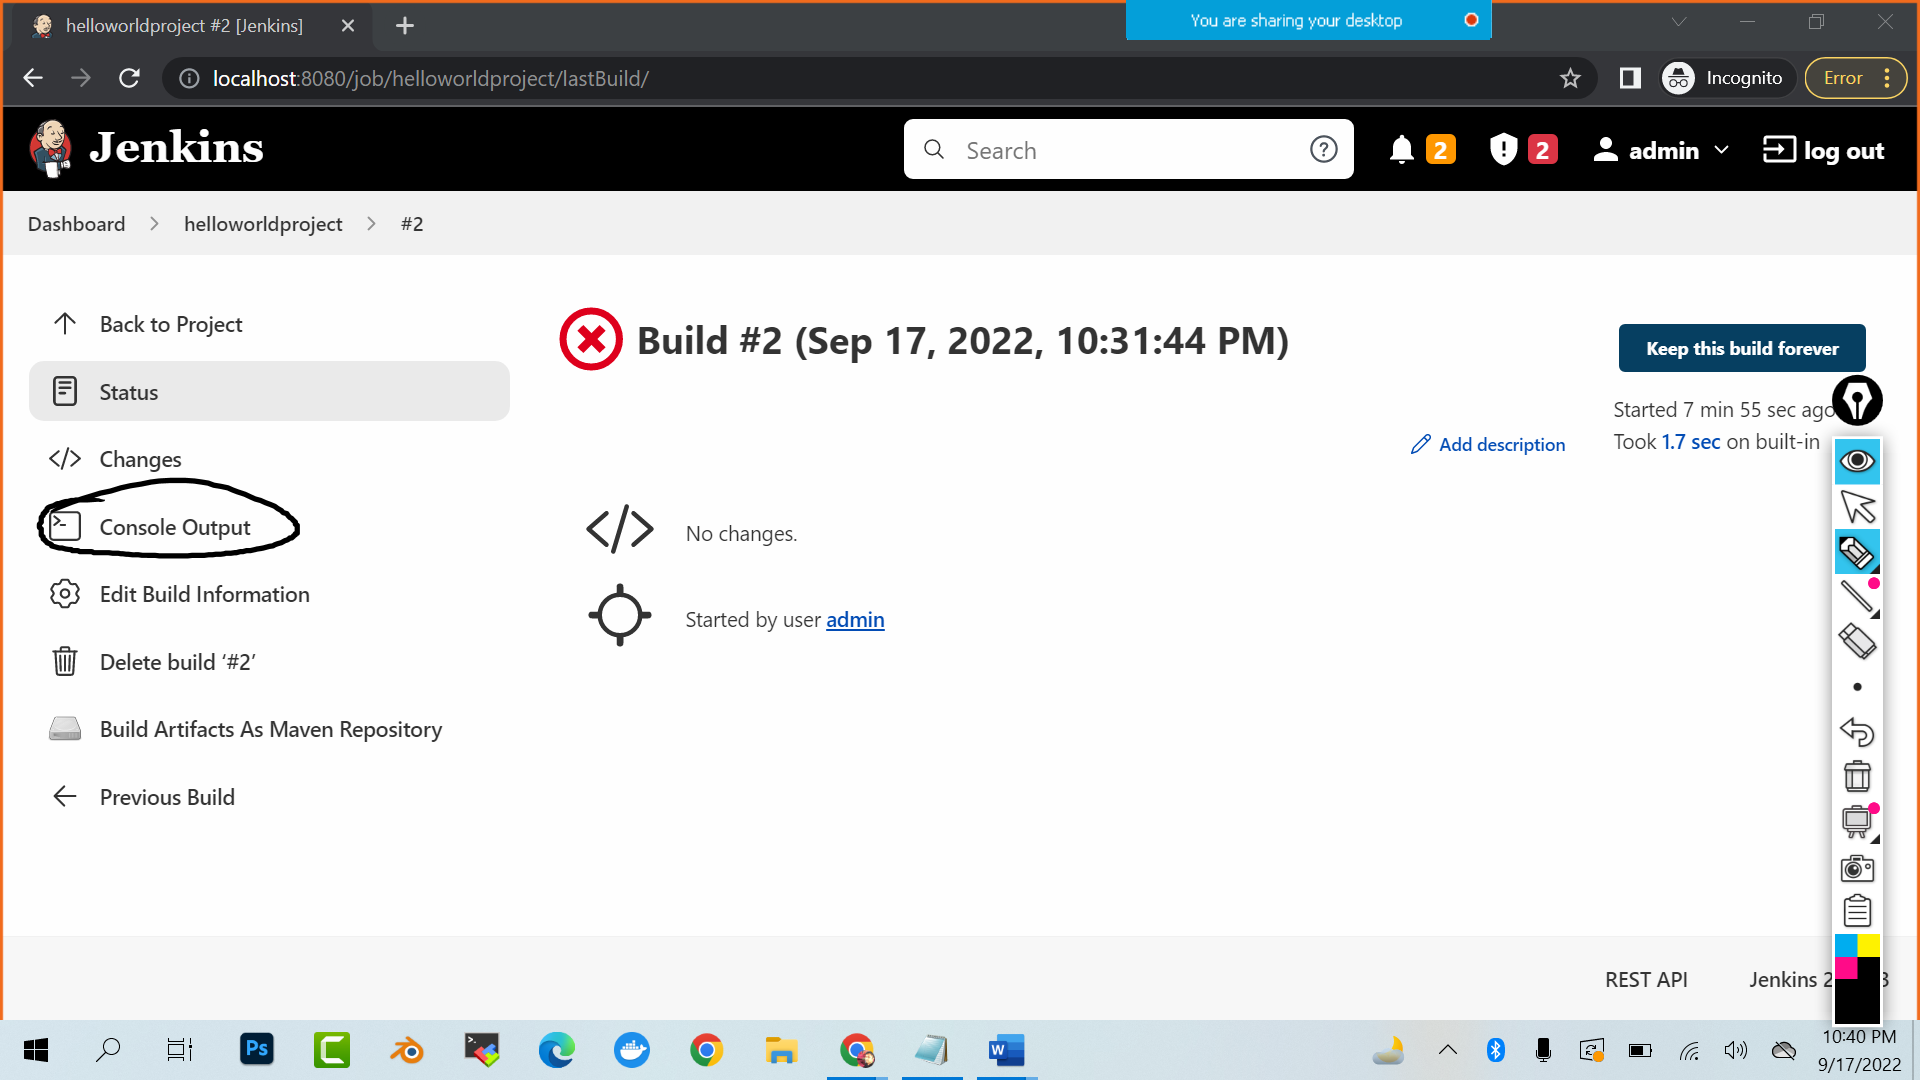 helloworldproject #2 [Jenkins]
You are sharing your desktop
localhost:8080/job/helloworldproject/lastBuild/
Incognito
Error
Jenkins
Search
2
2
admin
log out
Dashboard
helloworldproject
#2
Back to Project
Status
Changes
Console Output
Edit Build Information
Delete build ‘#2’
Build Artifacts As Maven Repository
Previous Build
Build #2 (Sep 17, 2022, 10:31:44 PM)
Keep this build forever
Started 7 min 55 sec ago
Took 1.7 sec on built-in
Add description
No changes.
Started by user admin
REST API
Jenkins 2
Ps
C
W
10:40 PM
9/17/2022